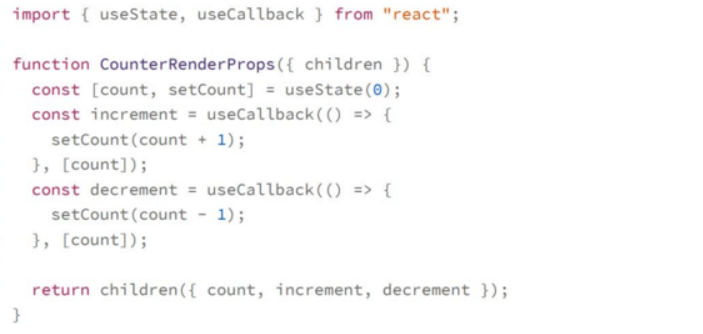 import { useState, useCallback } from "react";

function CounterRenderProps({ children }) {
  const [count, setCount] = useState(0);
  const increment = useCallback(() => {
    setCount(count + 1);
  }, [count]);
  const decrement = useCallback(() => {
    setCount(count - 1);
  }, [count]);

  return children({ count, increment, decrement });
}